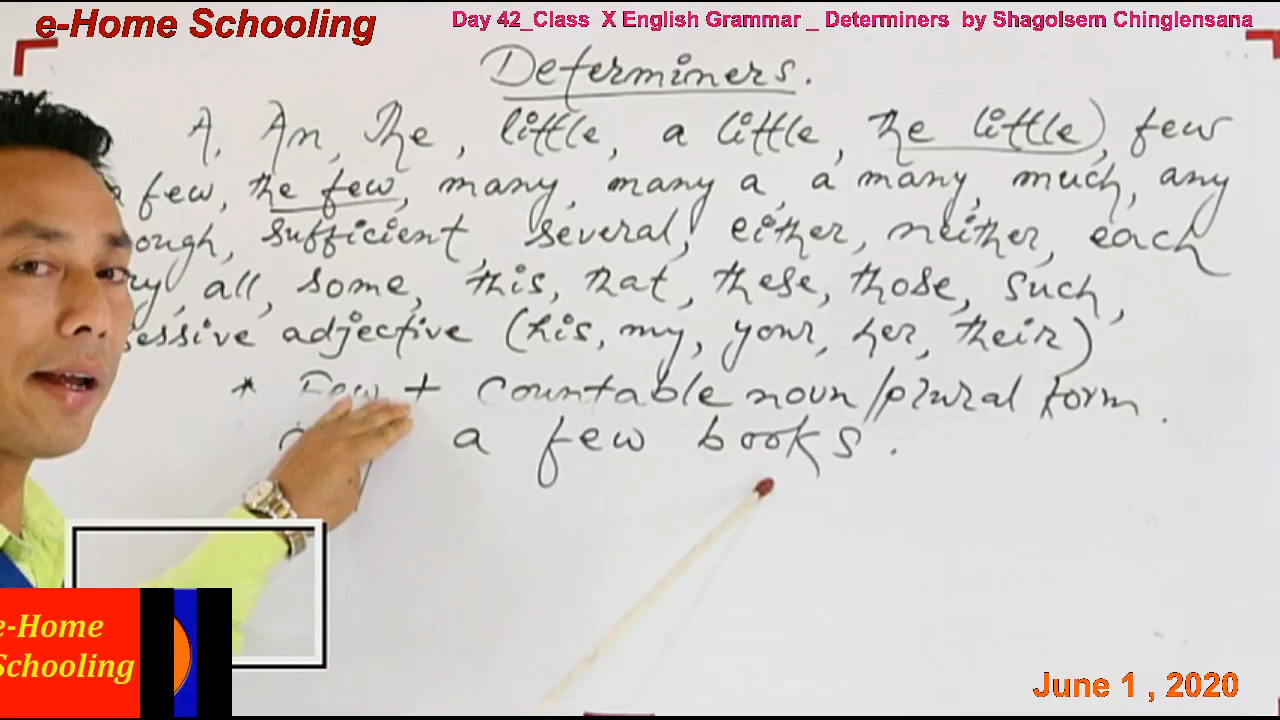 e-Home Schooling
Day 42_Class X English Grammar _ Determiners by Shagolsem Chinglensana
Determiners.
A, An, The, little, a little, the little), few
few, the few, many, many a, a many, much, any
ough, sufficient, several, either, neither, each
ry, all, some, this, that, these, those, such,
essive adjective (his, my, your, her, their)
* Few + Countable noun/plural form.
a few books.
e-Home
Schooling
June 1 , 2020